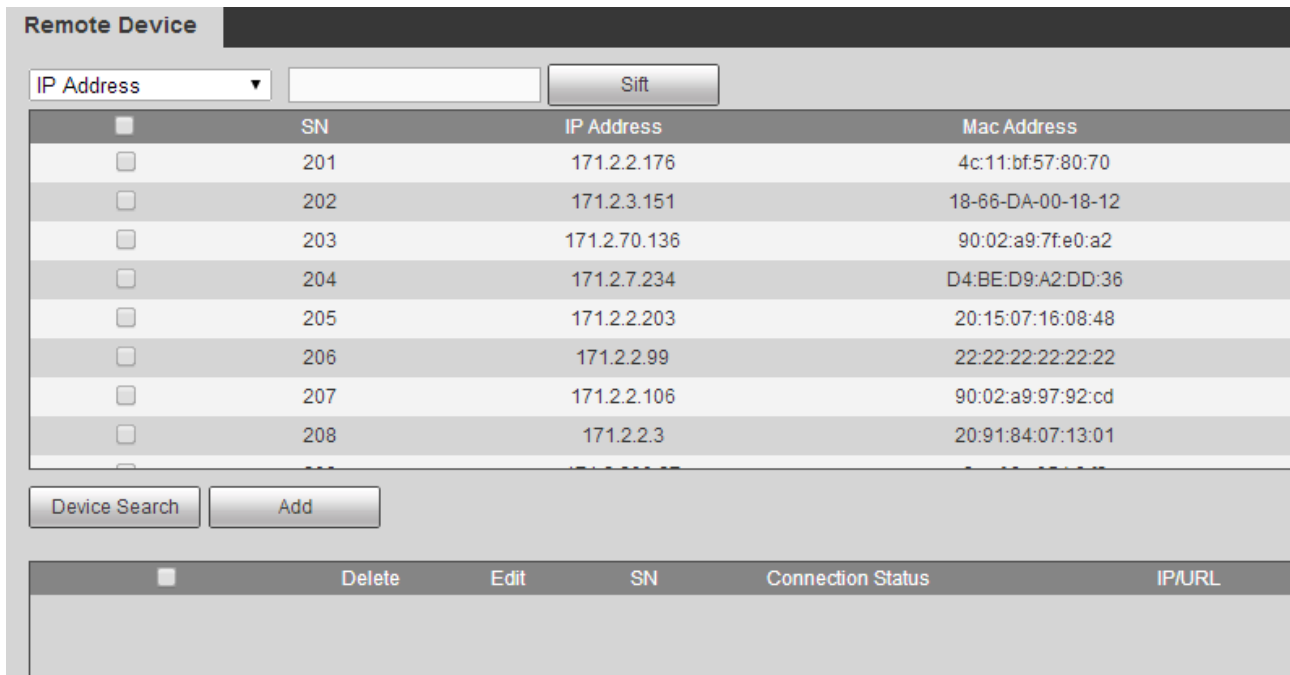 Remote Device
IP Address Sift
SN IP Address Mac Address
201 171.2.2.176 4c:11:bf:57:80:70
202 171.2.3.151 18-66-DA-00-18-12
203 171.2.70.136 90:02:a9:7f:e0:a2
204 171.2.7.234 D4:BE:D9:A2:DD:36
205 171.2.2.203 20:15:07:16:08:48
206 171.2.2.99 22:22:22:22:22:22
207 171.2.2.106 90:02:a9:97:92:cd
208 171.2.2.3 20:91:84:07:13:01
Device Search Add
Delete Edit SN Connection Status IP/URL